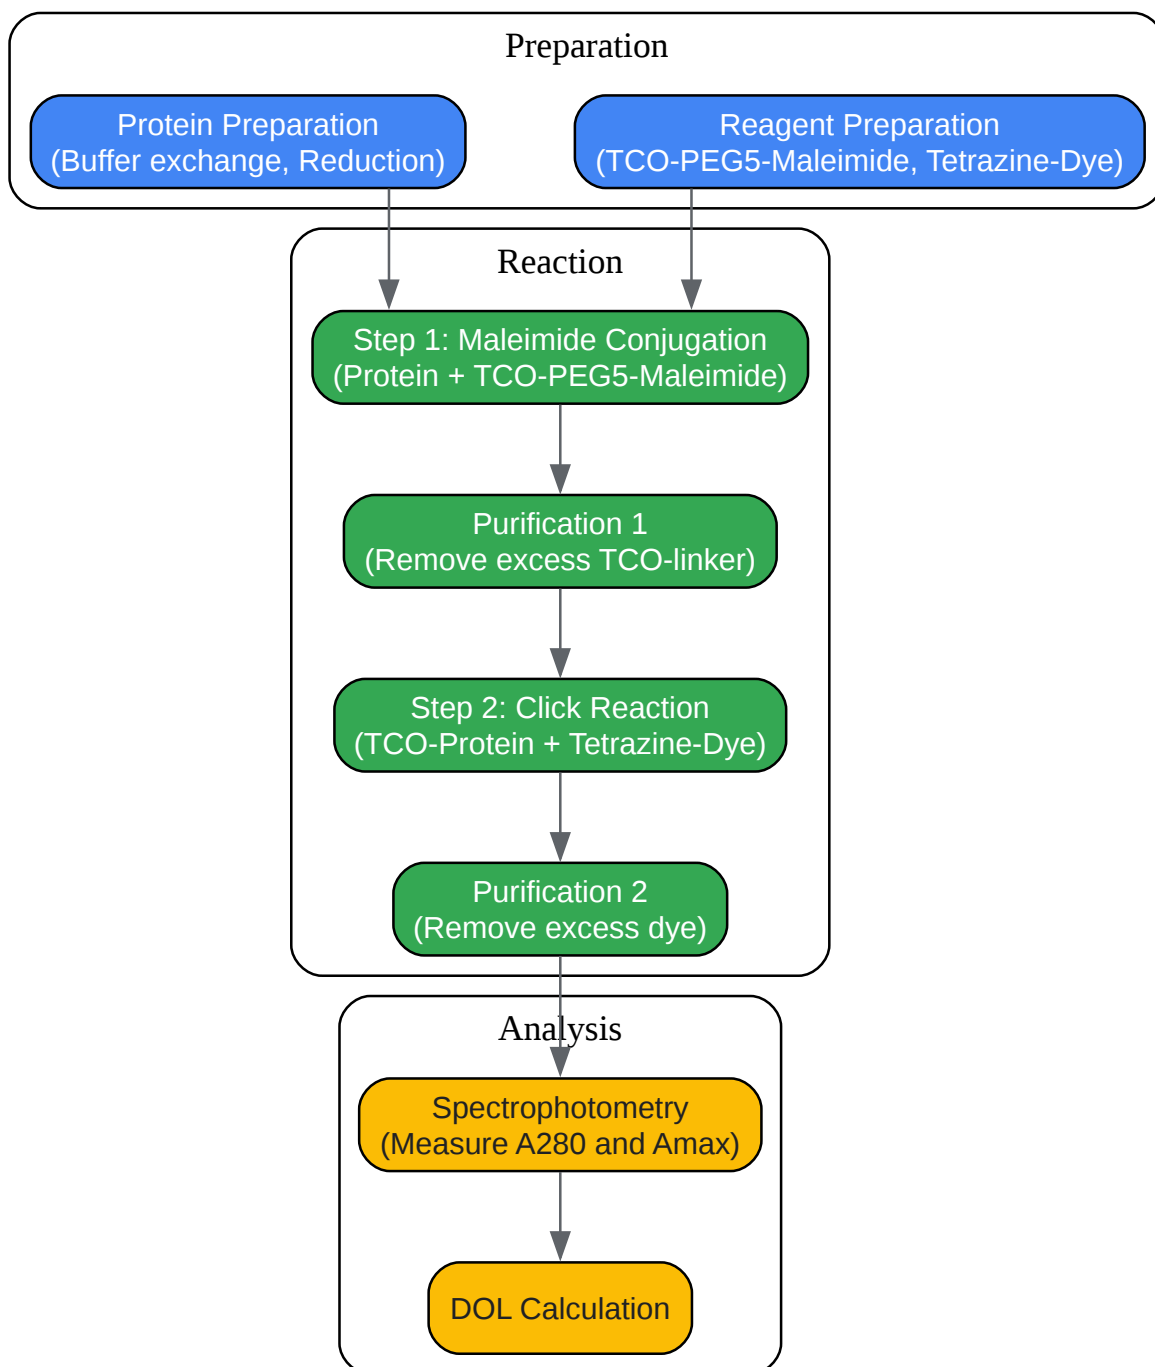 Preparation
Protein Preparation
(Buffer exchange, Reduction)
Reagent Preparation
(TCO-PEG5-Maleimide, Tetrazine-Dye)
Reaction
Step 1: Maleimide Conjugation
(Protein + TCO-PEG5-Maleimide)
Purification 1
(Remove excess TCO-linker)
Step 2: Click Reaction
(TCO-Protein + Tetrazine-Dye)
Purification 2
(Remove excess dye)
Analysis
Spectrophotometry
(Measure A280 and Amax)
DOL Calculation